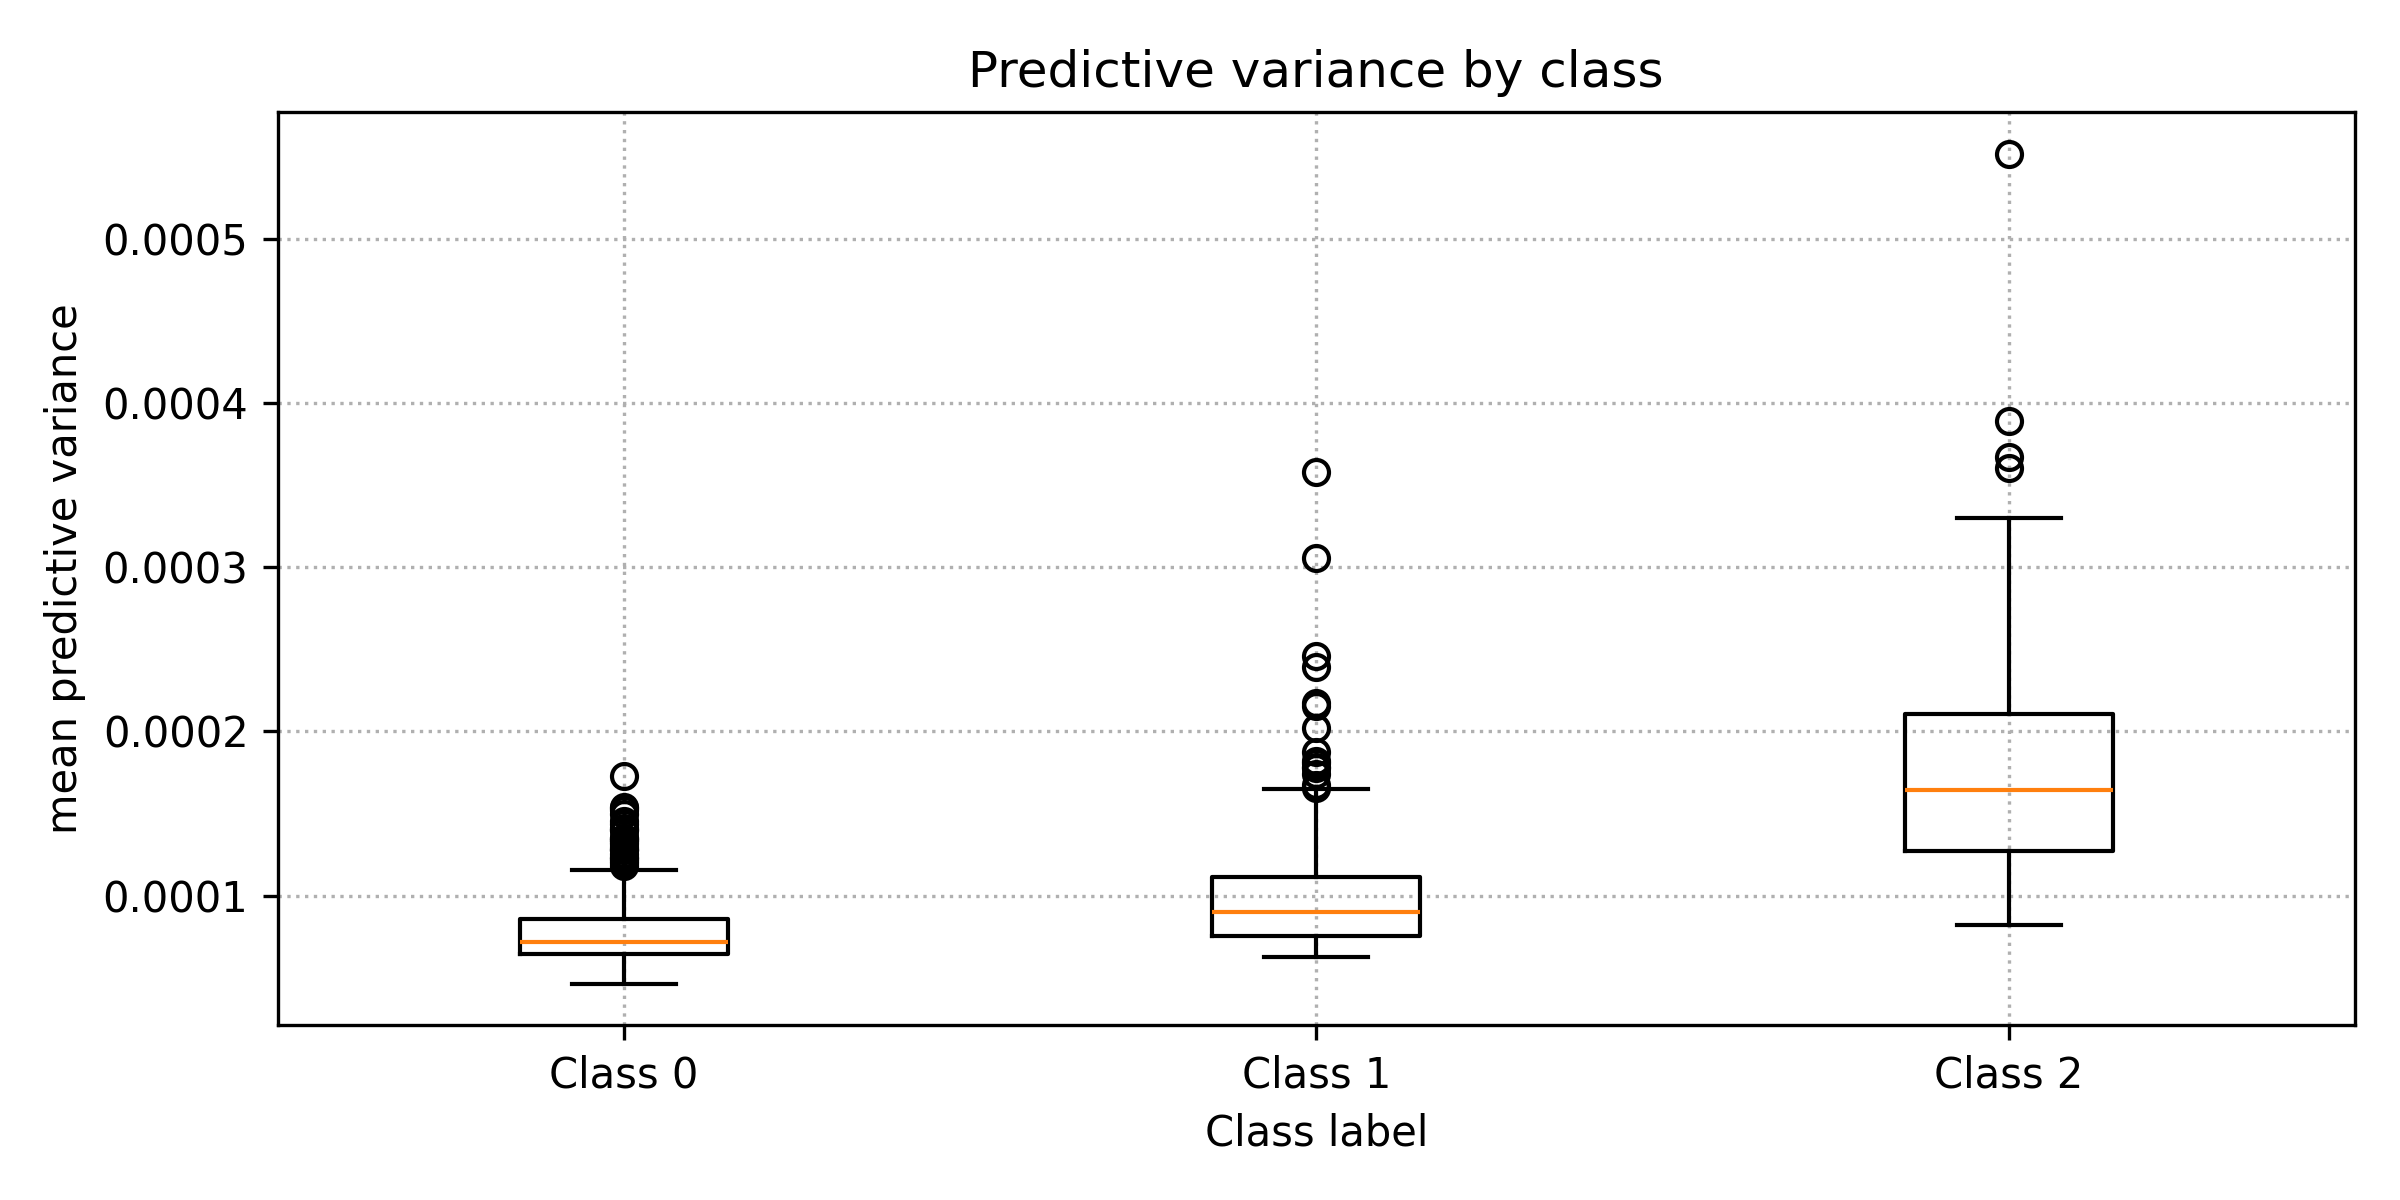 Predictive variance by class
mean predictive variance
0.0005
0.0004
0.0003
0.0002
0.0001
Class 0
Class 1
Class 2
Class label